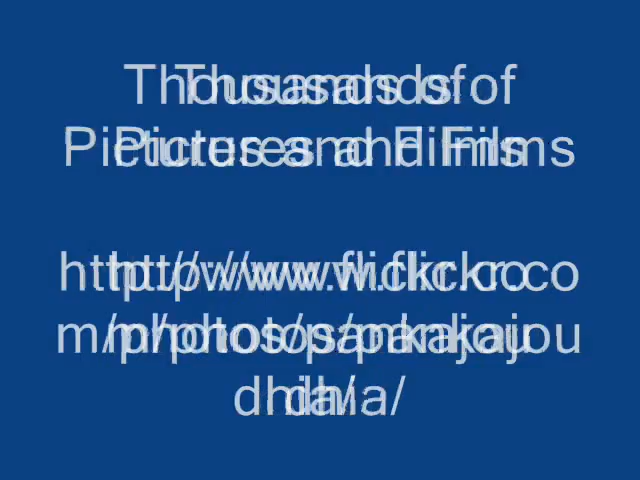 Thousands of
Pictures and Films
http://www.flickr.co
m/photos/pankajou
dhia/